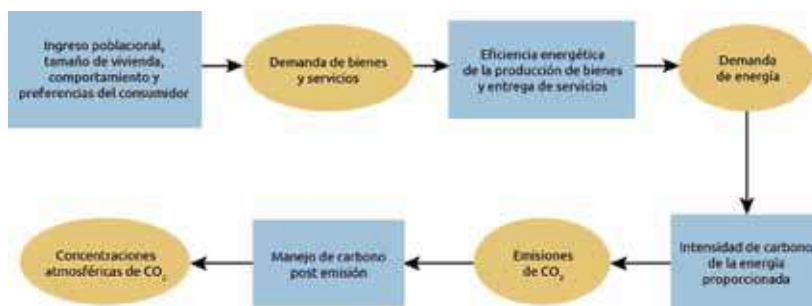 Ingreso poblacional,
tamaño de vivienda,
comportamiento y
preferencias del consumidor
Demanda de bienes
y servicios
Eficiencia energética
de la producción de bienes
y entrega de servicios
Demanda
de energía
Intensidad de carbono
de la energía
proporcionada
Emisiones
de CO₂
Manejo de carbono
post emisión
Concentraciones
atmosféricas de CO₂